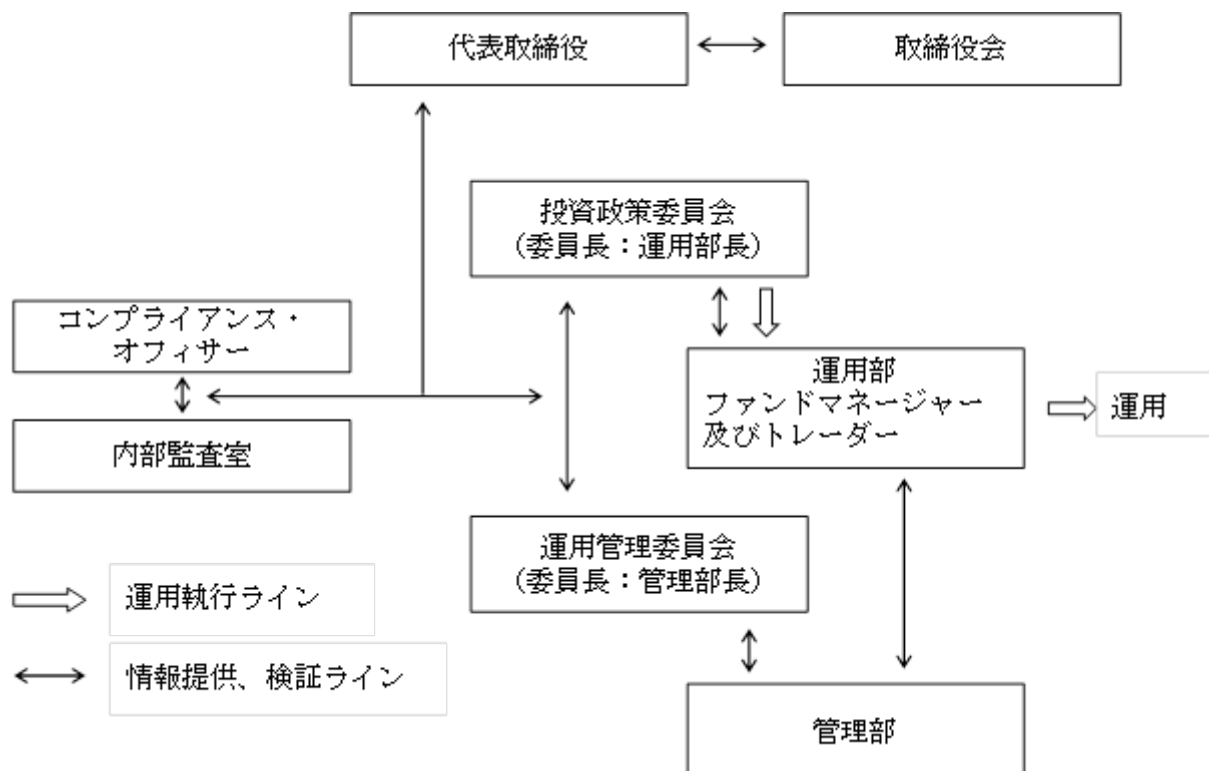 代表取締役
取締役会
投資政策委員会
(委員長：運用部長)
コンプライアンス・
オフィサー
運用部
ファンドマネージャー
及びトレーダー
運用
内部監査室
運用管理委員会
(委員長：管理部長)
運用執行ライン
情報提供、検証ライン
管理部